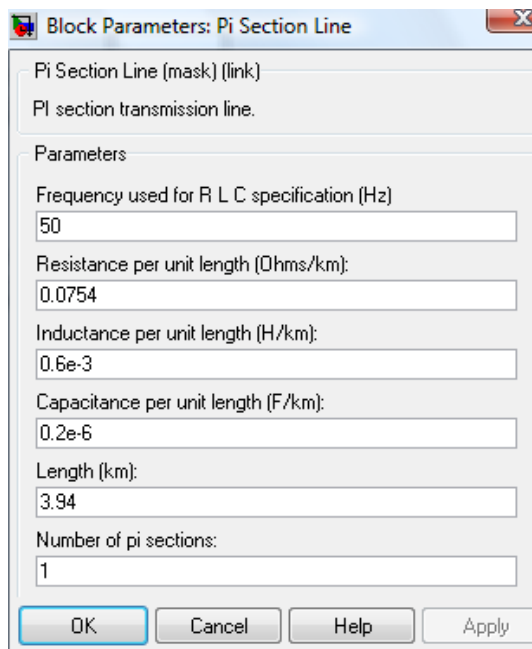 Block Parameters: Pi Section Line
Pi Section Line (mask) (link)
PI section transmission line.
Parameters
Frequency used for R L C specification (Hz)
50
Resistance per unit length (Ohms/km):
0.0754
Inductance per unit length (H/km):
0.6e-3
Capacitance per unit length (F/km):
0.2e-6
Length (km):
3.94
Number of pi sections:
1
OK Cancel Help Apply